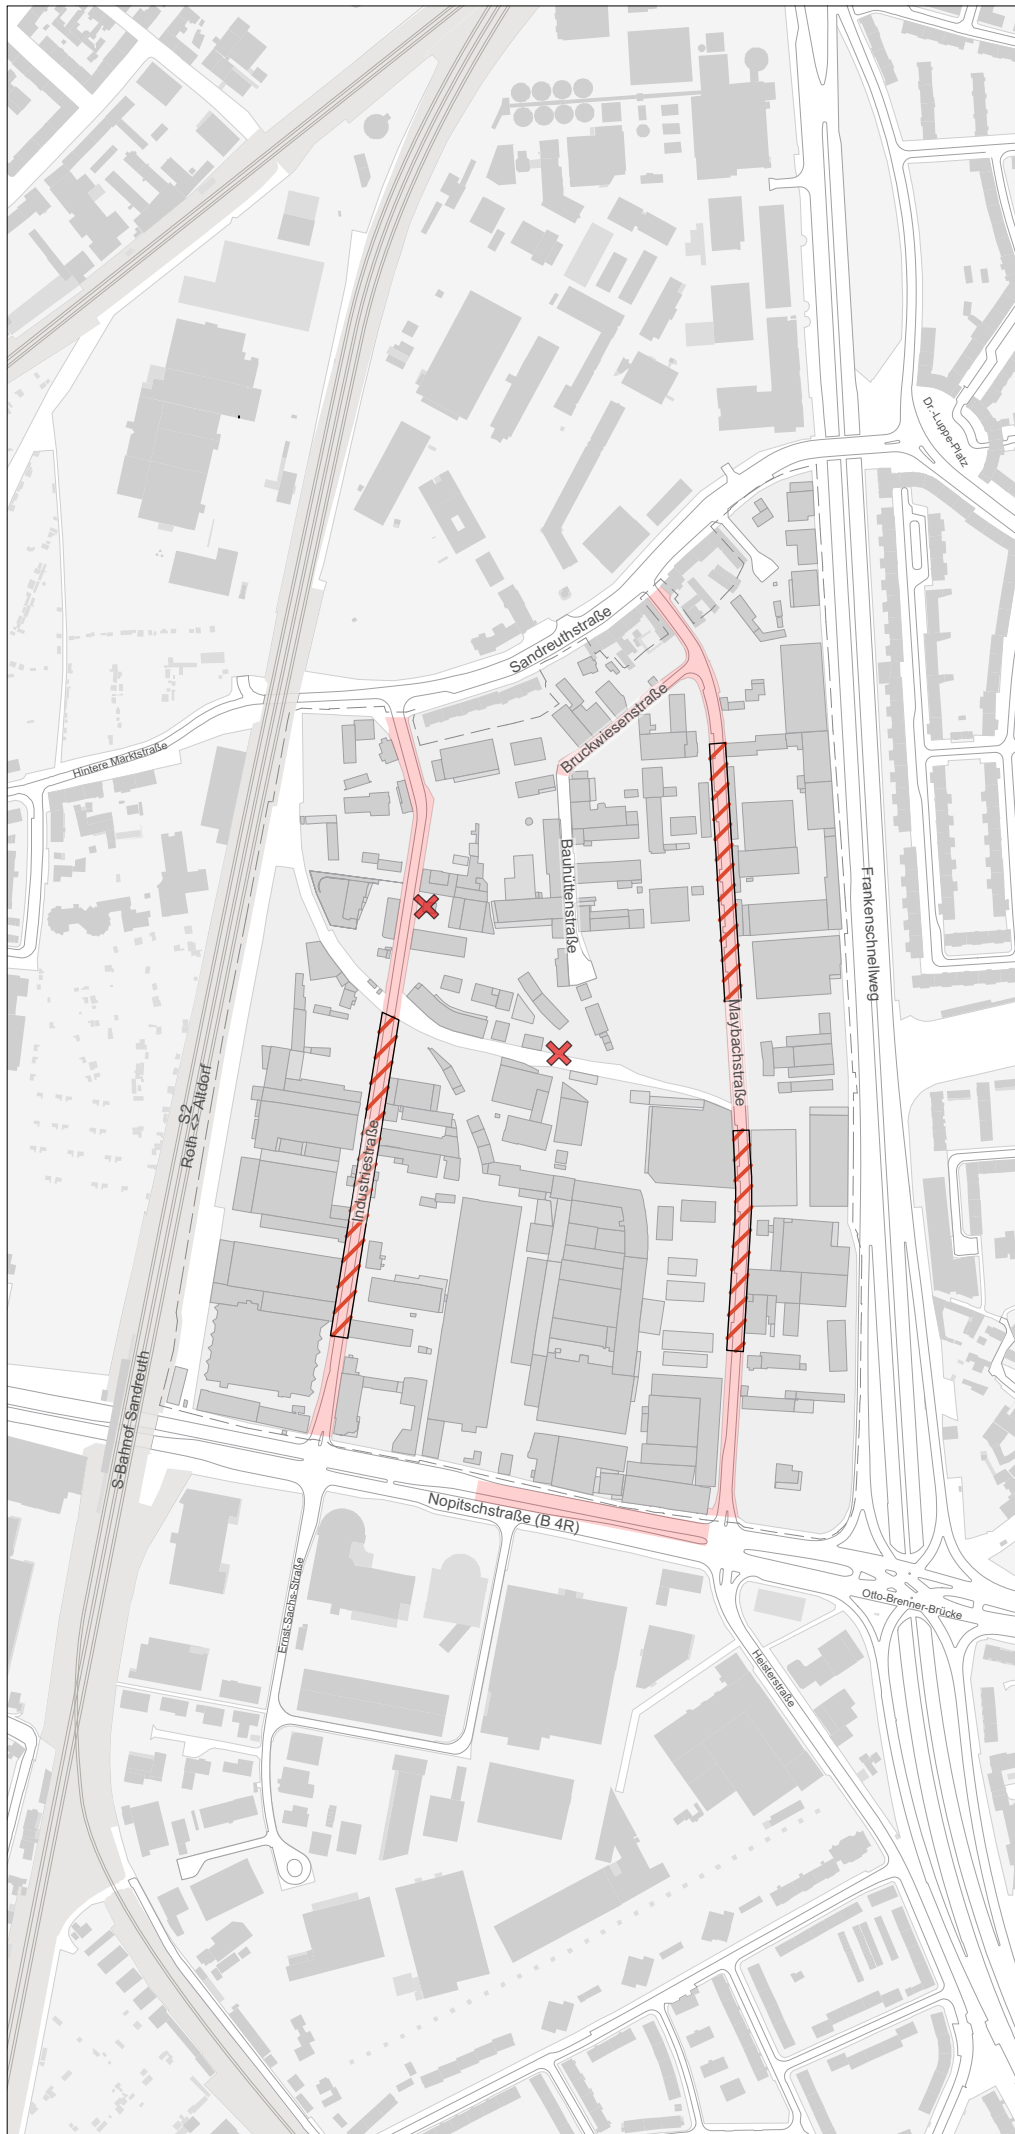 Dr.-Luppe-Platz
Sandreuthstraße
Bruckwiesenstraße
Hintere Marktstraße
Bauhüttenstraße
Frankenschnellweg
Maybachstraße
S2
Roth <> Altdorf
Industriestraße
S-Bahnhof Sandreuth
Nopitschstraße (B 4R)
Ernst-Sachs-Straße
Otto-Brenner-Brücke
Heisterstraße